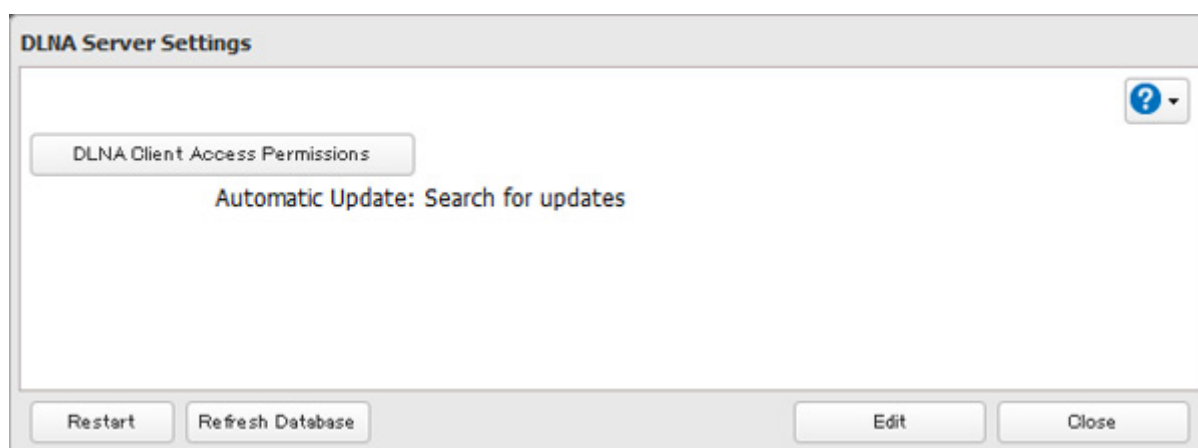 DLNA Server Settings
DLNA Client Access Permissions
Automatic Update: Search for updates
Restart Refresh Database Edit Close